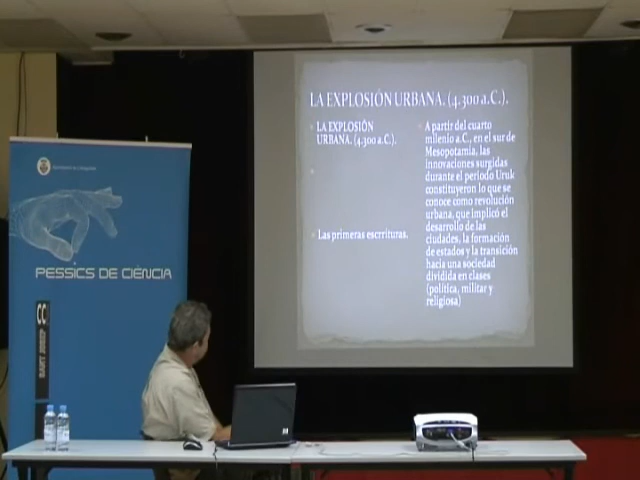 LA EXPLOSIÓN URBANA. (4.300 a.C.).
LA EXPLOSIÓN
URBANA. (4.300 a.C.).
Las primeras escrrituras.
A partir del cuarto
milenio a.C., en el sur de
Mesopotamia, las
innovaciones surgidas
durante el periodo Uruk
constituyeron lo que se
conoce como revolución
urbana, que implicó el
desarrollo de las
ciudades, la formación
de estados y la transición
hacia una sociedad
dividida en clases
(política, militar y
religiosa)
PESSICS DE CIÈNCIA